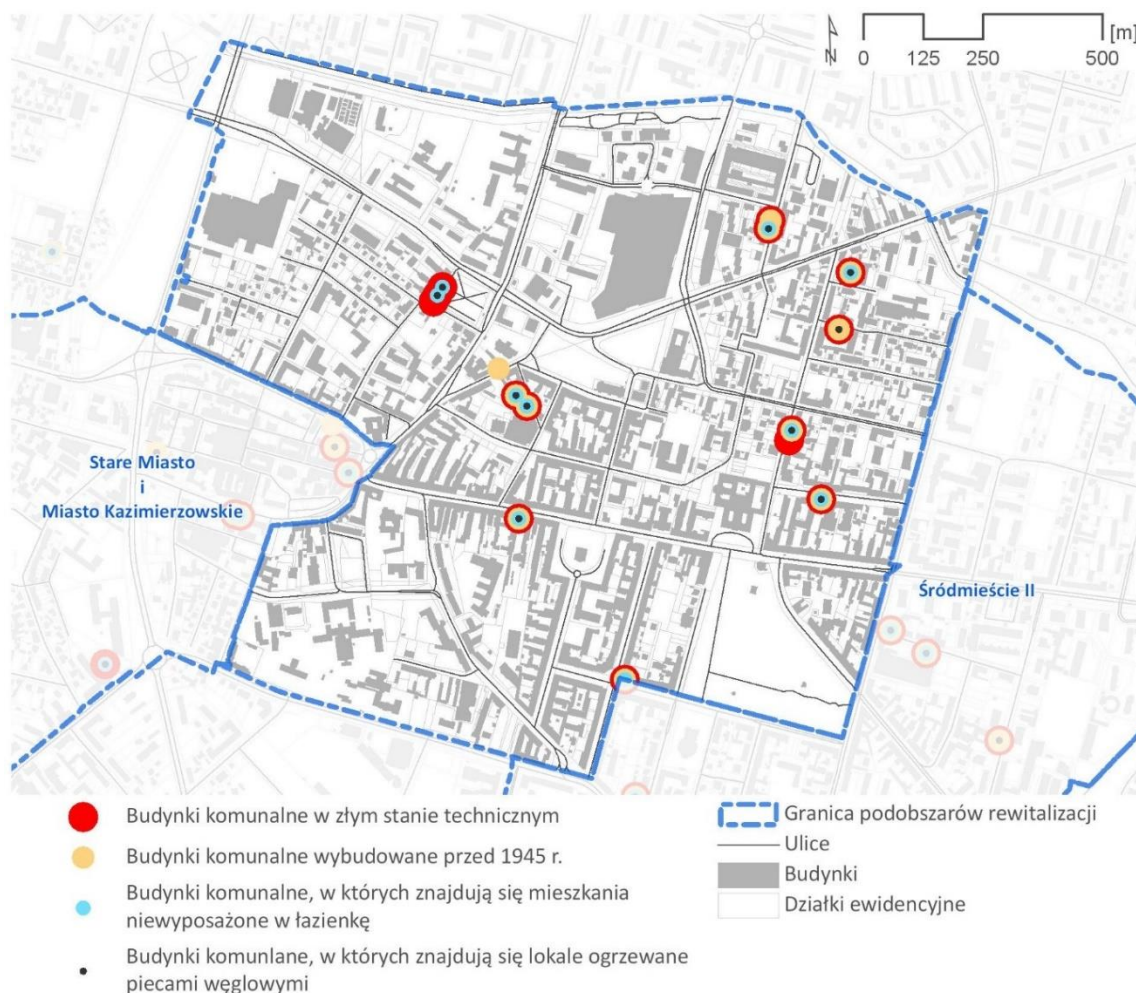 N
[m]
0 125 250 500
Stare Miasto
i
Miasto Kazimierzowskie
Śródmieście II
Budynki komunalne w złym stanie technicznym
Budynki komunalne wybudowane przed 1945 r.
Budynki komunalne, w których znajdują się mieszkania
niewyposażone w łazienkę
Budynki komunlane, w których znajdują się lokale ogrzewane
piecami węglowymi
Granica podobszarów rewitalizacji
Ulice
Budynki
Działki ewidencyjne